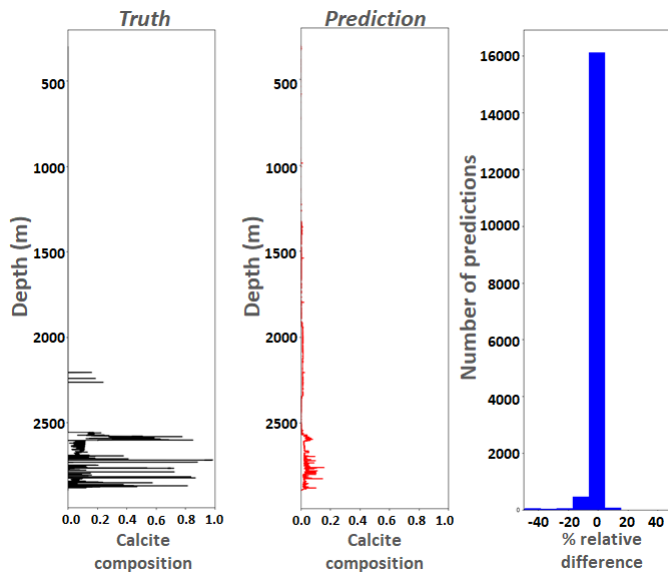 Truth
Prediction
500
1000
1500
2000
2500
Depth (m)
0.0 0.2 0.4 0.6 0.8 1.0
Calcite
composition
500
1000
1500
2000
2500
Depth (m)
0.0 0.2 0.4 0.6 0.8 1.0
Calcite
composition
16000
14000
12000
10000
8000
6000
4000
2000
0
Number of predictions
-40 -20 0 20 40
% relative
difference